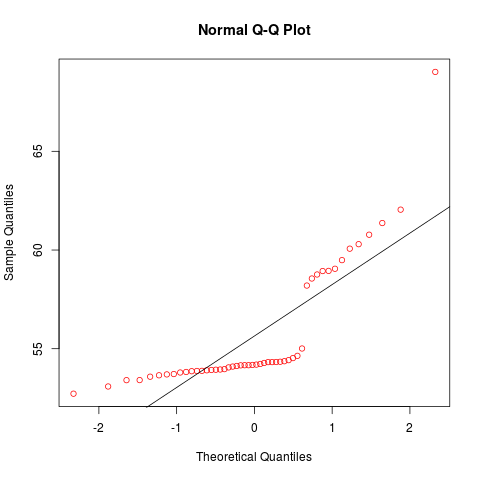 Normal Q-Q Plot
Sample Quantiles
65
60
55
-2 -1 0 1 2
Theoretical Quantiles